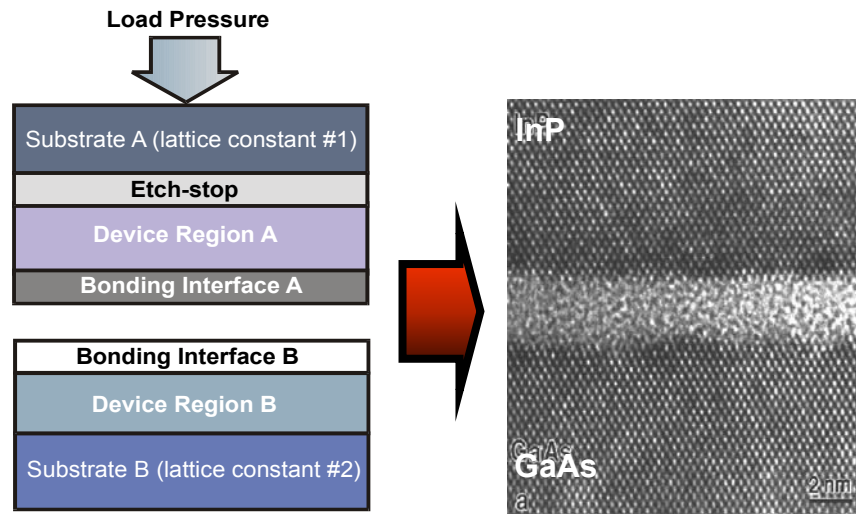 Load Pressure
Substrate A (lattice constant #1)
Etch-stop
Device Region A
Bonding Interface A
Bonding Interface B
Device Region B
Substrate B (lattice constant #2)
InP
GaAs
GaAs
2 nm
a